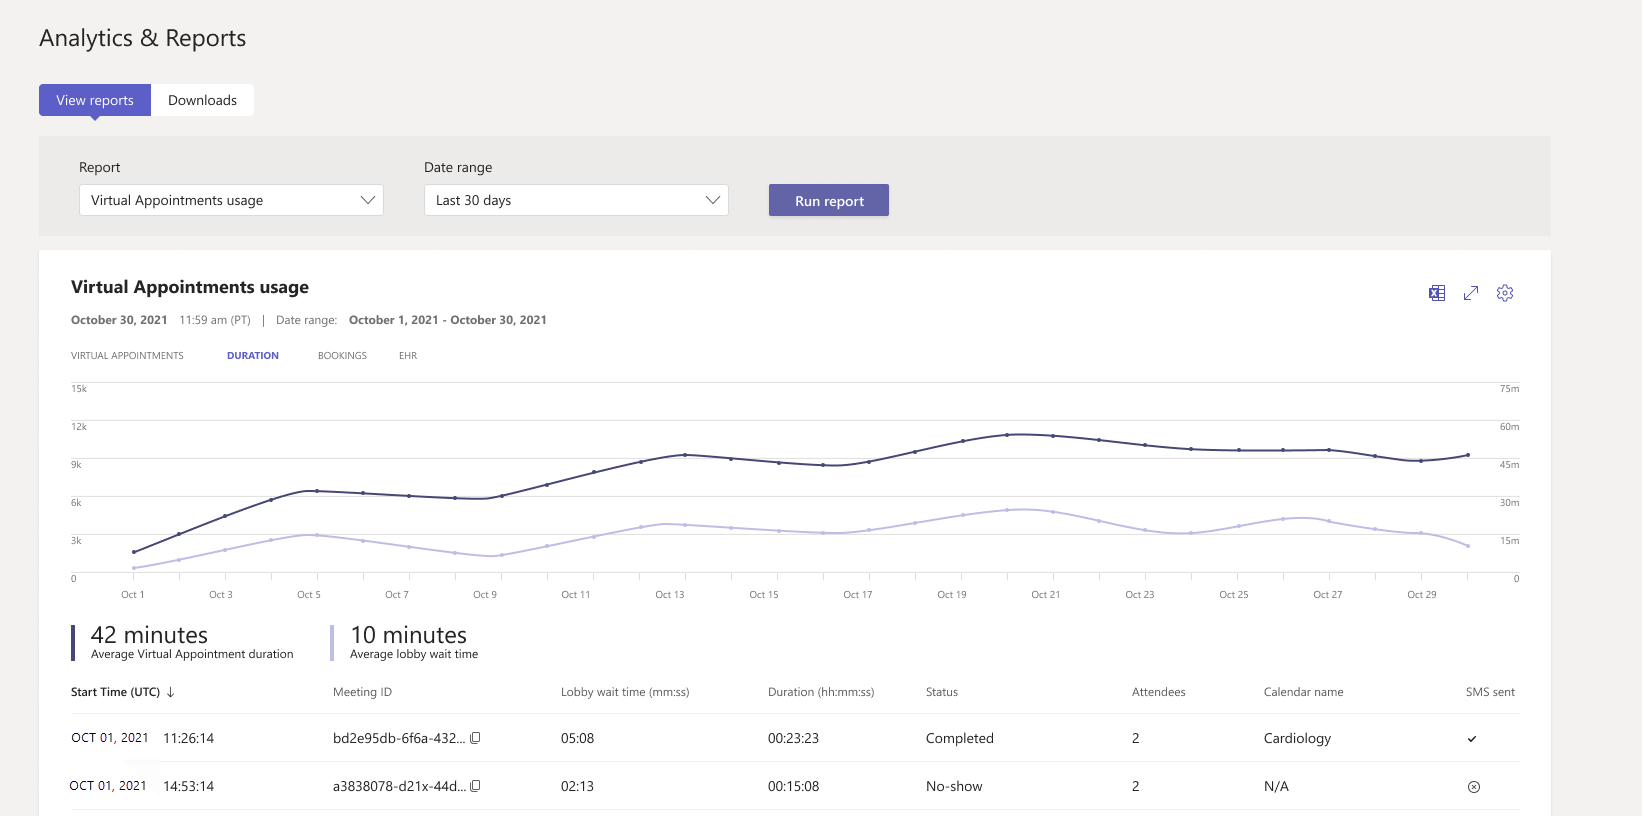 Analytics & Reports
View reports Downloads
Report Date range
Virtual Appointments usage Last 30 days Run report
Virtual Appointments usage
October 30, 2021 11:59 am (PT) | Date range: October 1, 2021 - October 30, 2021
VIRTUAL APPOINTMENTS DURATION BOOKINGS EHR
15k 75m
12k 60m
9k 45m
6k 30m
3k 15m
0 0
Oct 1 Oct 3 Oct 5 Oct 7 Oct 9 Oct 11 Oct 13 Oct 15 Oct 17 Oct 19 Oct 21 Oct 23 Oct 25 Oct 27 Oct 29
42 minutes 10 minutes
Average Virtual Appointment duration Average lobby wait time
Start Time (UTC) ↓ Meeting ID Lobby wait time (mm:ss) Duration (hh:mm:ss) Status Attendees Calendar name SMS sent
OCT 01, 2021 11:26:14 bd2e95db-6f6a-432... 05:08 00:23:23 Completed 2 Cardiology
OCT 01, 2021 14:53:14 a3838078-d21x-44d... 02:13 00:15:08 No-show 2 N/A